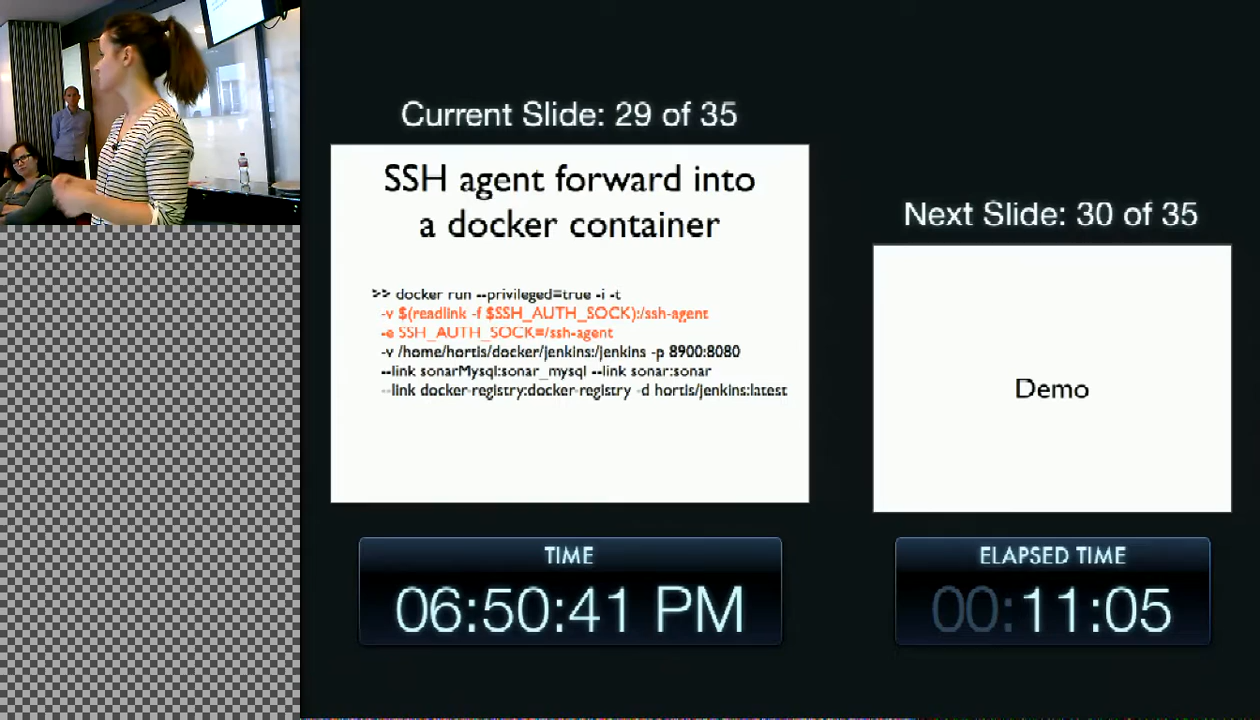 Current Slide: 29 of 35
SSH agent forward into
a docker container
>> docker run --privileged=true -i -t
-v $(readlink -f $SSH_AUTH_SOCK):/ssh-agent
-e SSH_AUTH_SOCK=/ssh-agent
-v /home/hortis/docker/jenkins:/jenkins -p 8900:8080
--link sonarMysql:sonar_mysql --link sonar:sonar
--link docker-registry:docker-registry -d hortis/jenkins:latest
Next Slide: 30 of 35
Demo
TIME
06:50:41 PM
ELAPSED TIME
00:11:05